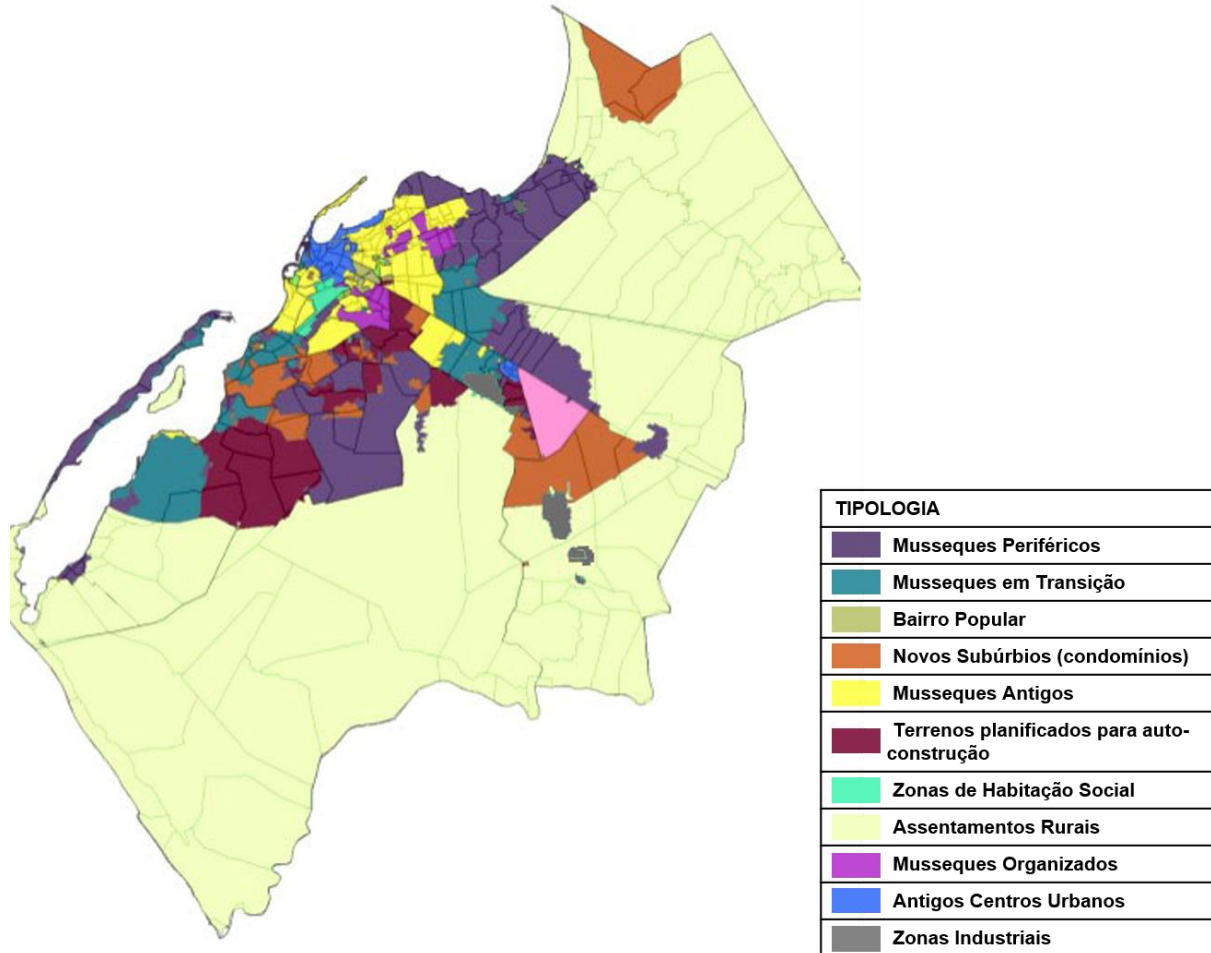 TIPOLOGIA
Musseques Periféricos
Musseques em Transição
Bairro Popular
Novos Subúrbios (condomínios)
Musseques Antigos
Terrenos planificados para auto-
construção
Zonas de Habitação Social
Assentamentos Rurais
Musseques Organizados
Antigos Centros Urbanos
Zonas Industriais